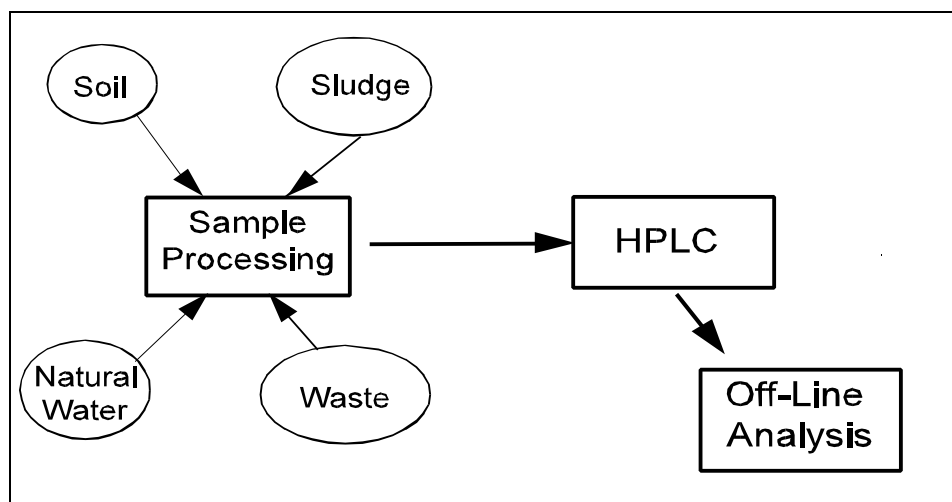 Soil
Sludge
Sample
Processing
HPLC
Natural
Water
Waste
Off-Line
Analysis